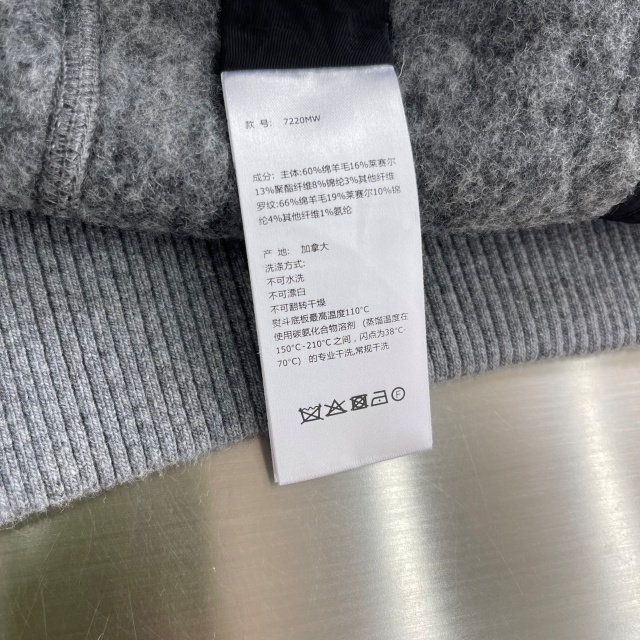 款 号: 7220MW
成分: 主体:60%绵羊毛16%莱赛尔
13%聚酯纤维8%锦纶3%其他纤维
罗纹:66%绵羊毛19%莱赛尔10%锦
纶4%其他纤维1%氨纶
产 地: 加拿大
洗涤方式:
不可水洗
不可漂白
不可翻转干燥
熨斗底板最高温度110°C
使用碳氢化合物溶剂 (蒸馏温度在
150°C-210°C之间, 闪点为38°C-
70°C) 的专业干洗,常规干洗
F